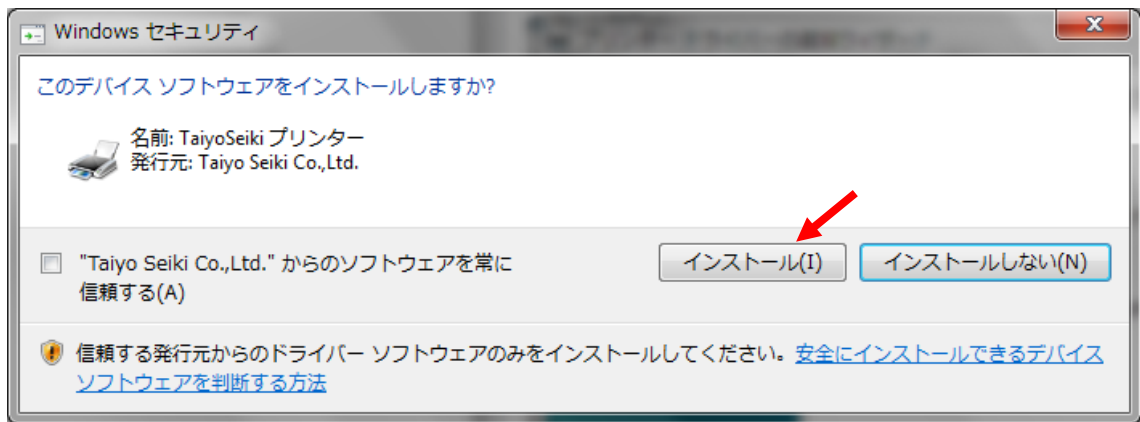 Windows セキュリティ
このデバイス ソフトウェアをインストールしますか?
名前: TaiyoSeiki プリンター
発行元: Taiyo Seiki Co.,Ltd.
"Taiyo Seiki Co.,Ltd." からのソフトウェアを常に
信頼する(A)
インストール(I)
インストールしない(N)
信頼する発行元からのドライバー ソフトウェアのみをインストールしてください。安全にインストールできるデバイス
ソフトウェアを判断する方法